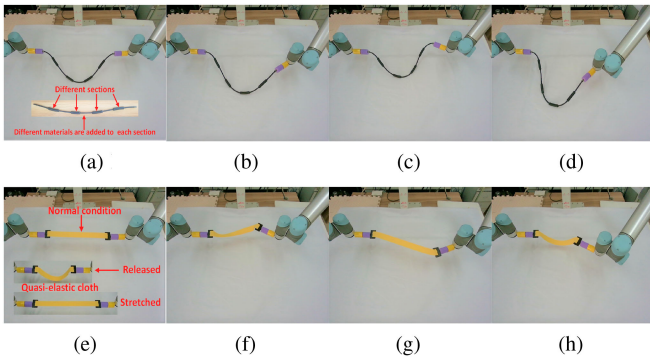 Different sections
Different materials are added to each section
(a)
(b)
(c)
(d)
Normal condition
Released
Quasi-elastic cloth
Stretched
(e)
(f)
(g)
(h)